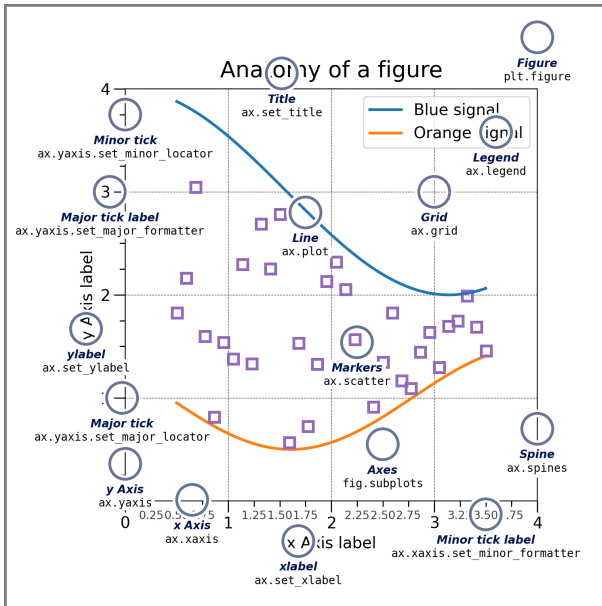 Figure
plt.figure
Anatomy of a figure
Title
ax.set_title
4
Blue signal
Orange signal
Legend
ax.legend
Minor tick
ax.yaxis.set_minor_locator
3
Major tick label
ax.yaxis.set_major_formatter
Grid
ax.grid
Line
ax.plot
2
y Axis label
ylabel
ax.set_ylabel
Markers
ax.scatter
Major tick
ax.yaxis.set_major_locator
Spine
ax.spines
Axes
fig.subplots
y Axis
ax.yaxis
0.25
1.25
1.50
1.75
2.25
2.50
2.75
3.50
0
1
2
3
4
x Axis
ax.xaxis
x Axis label
Minor tick label
ax.xaxis.set_minor_formatter
xlabel
ax.set_xlabel